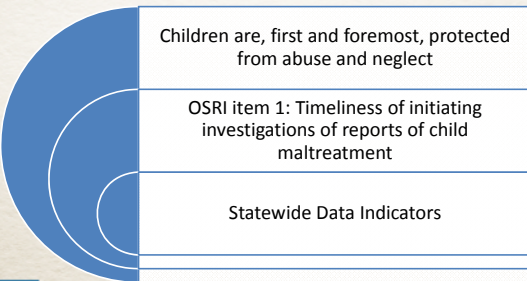 Children are, first and foremost, protected
from abuse and neglect
OSRI item 1: Timeliness of initiating
investigations of reports of child
maltreatment
Statewide Data Indicators